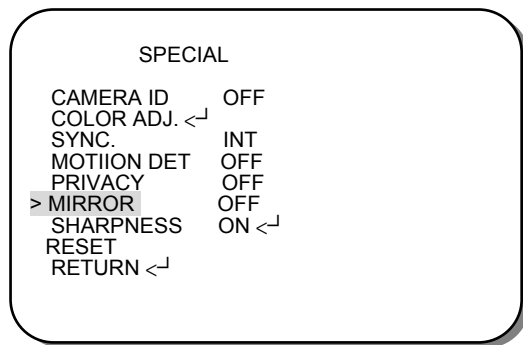 SPECIAL
CAMERA ID OFF
COLOR ADJ. <┘
SYNC. INT
MOTIION DET OFF
PRIVACY OFF
> MIRROR OFF
SHARPNESS ON <┘
RESET
RETURN <┘